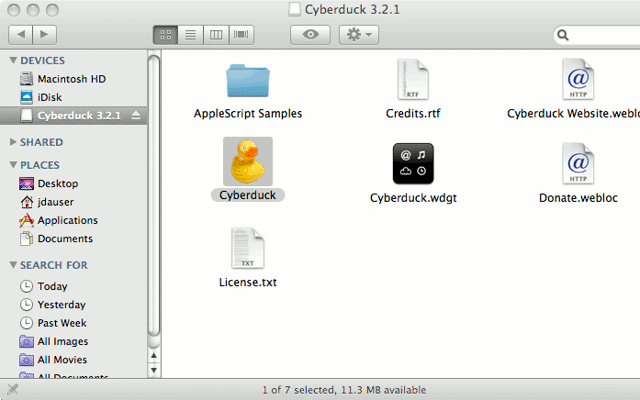 Cyberduck 3.2.1
DEVICES
Macintosh HD
iDisk
Cyberduck 3.2.1
SHARED
PLACES
Desktop
jdauser
Applications
Documents
SEARCH FOR
Today
Yesterday
Past Week
All Images
All Movies
All Documents
AppleScript Samples
RTF
Credits.rtf
@
HTTP
Cyberduck Website.webloc
Cyberduck
@
Cyberduck.wdgt
@
HTTP
Donate.webloc
TXT
License.txt
1 of 7 selected, 11.3 MB available